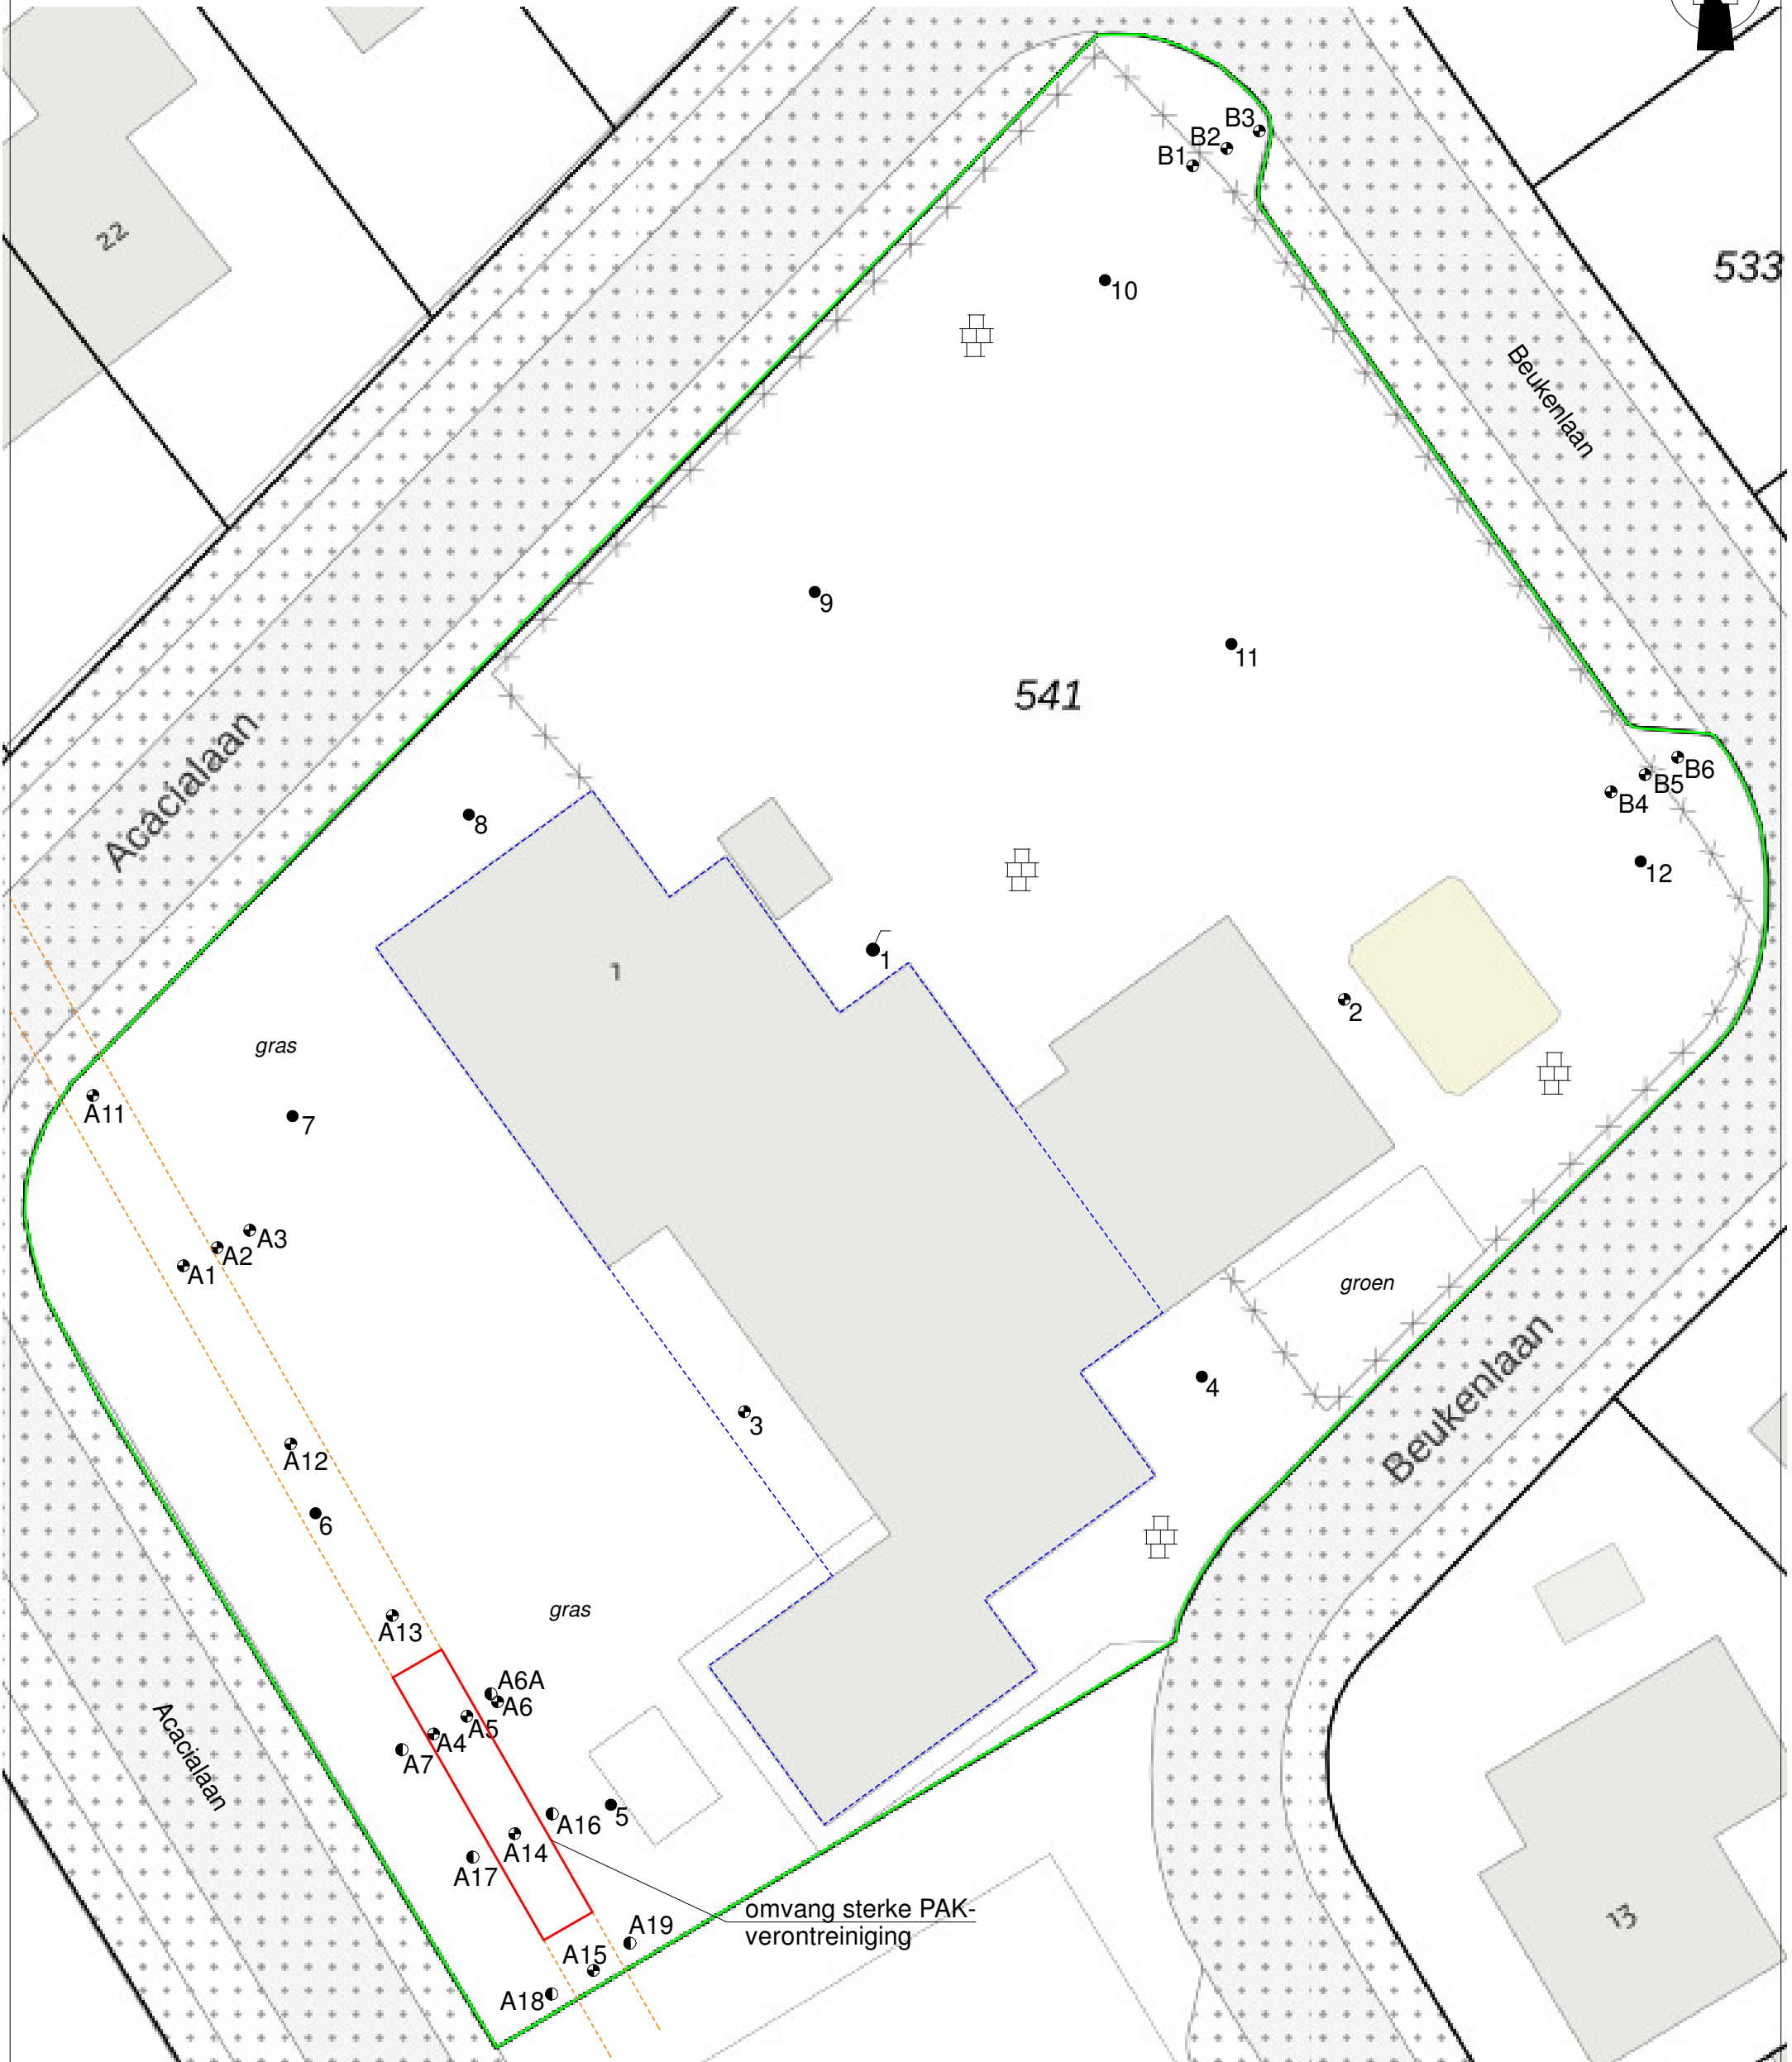 B3
B2
B1
22
533
10
Beukenlaan
9
11
541
Acacialaan
B6
B5
B4
8
12
1
1
2
gras
A11
7
A3
A2
A1
groen
Beukenlaan
4
3
A12
6
gras
A13
A6A
A6
A5
A4
A7
Acacialaan
5
A16
A14
A17
omvang sterke PAK-
verontreiniging
A19
A15
A18
13